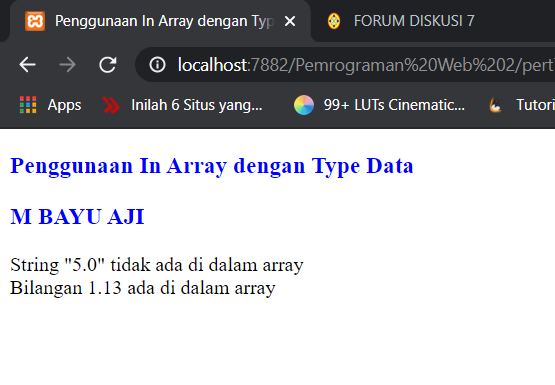 Penggunaan In Array dengan Typ
FORUM DISKUSI 7
localhost:7882/Pemrograman%20Web%202/pert
Apps
Inilah 6 Situs yang...
99+ LUTs Cinematic...
Tutori
Penggunaan In Array dengan Type Data
M BAYU AJI
String "5.0" tidak ada di dalam array
Bilangan 1.13 ada di dalam array